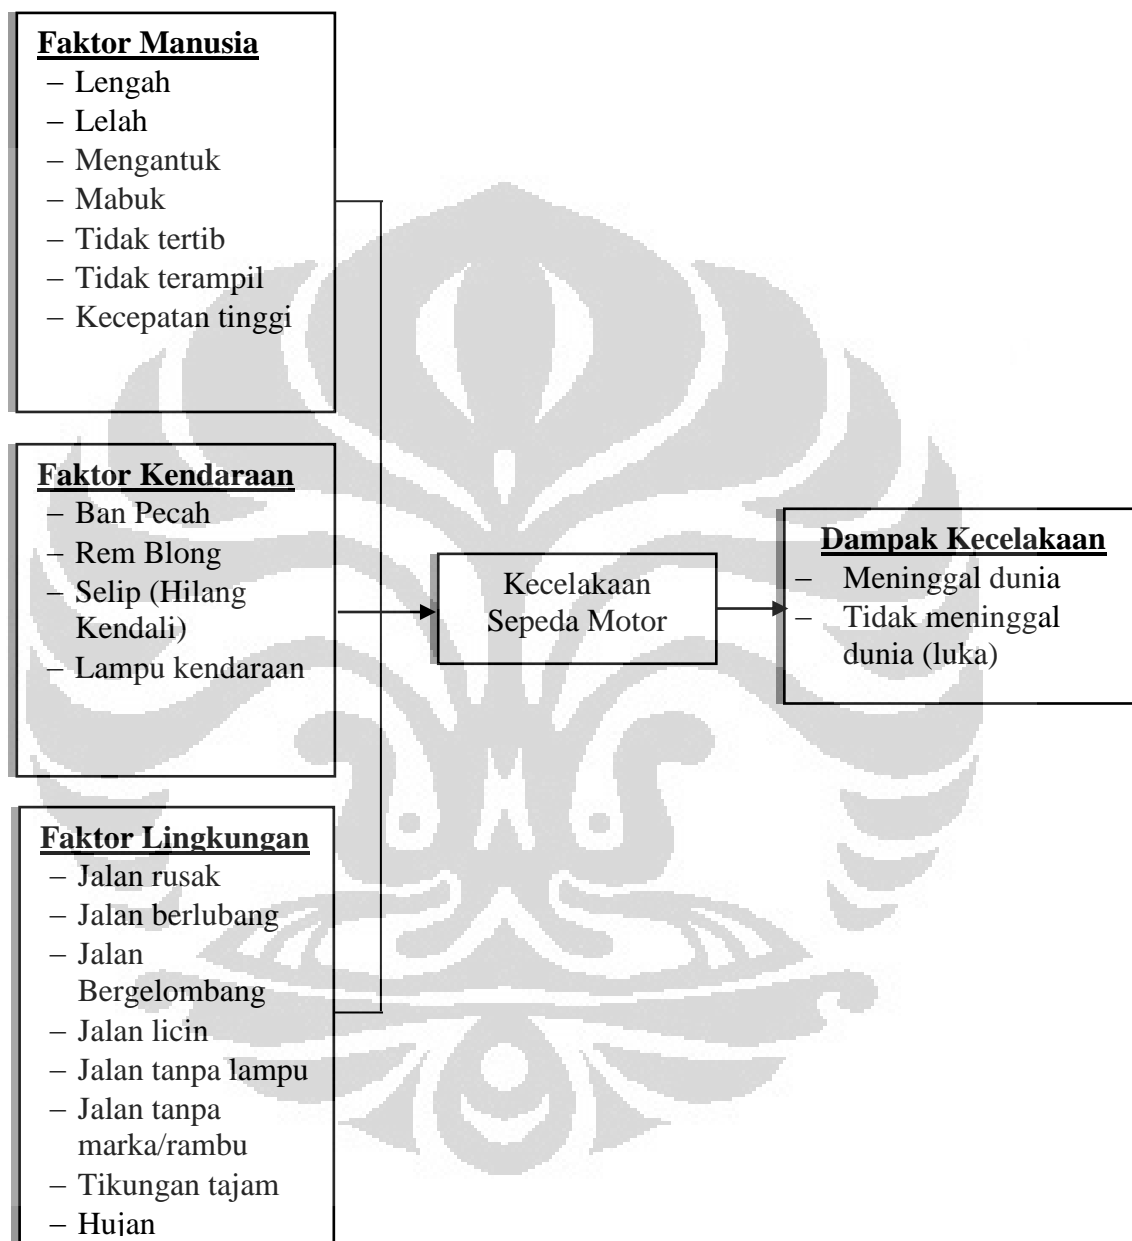 Faktor Manusia
– Lengah
– Lelah
– Mengantuk
– Mabuk
– Tidak tertib
– Tidak terampil
– Kecepatan tinggi
Faktor Kendaraan
– Ban Pecah
– Rem Blong
– Selip (Hilang
Kendali)
– Lampu kendaraan
Faktor Lingkungan
– Jalan rusak
– Jalan berlubang
– Jalan
Bergelombang
– Jalan licin
– Jalan tanpa lampu
– Jalan tanpa
marka/rambu
– Tikungan tajam
– Hujan
Kecelakaan
Sepeda Motor
Dampak Kecelakaan
– Meninggal dunia
– Tidak meninggal
dunia (luka)